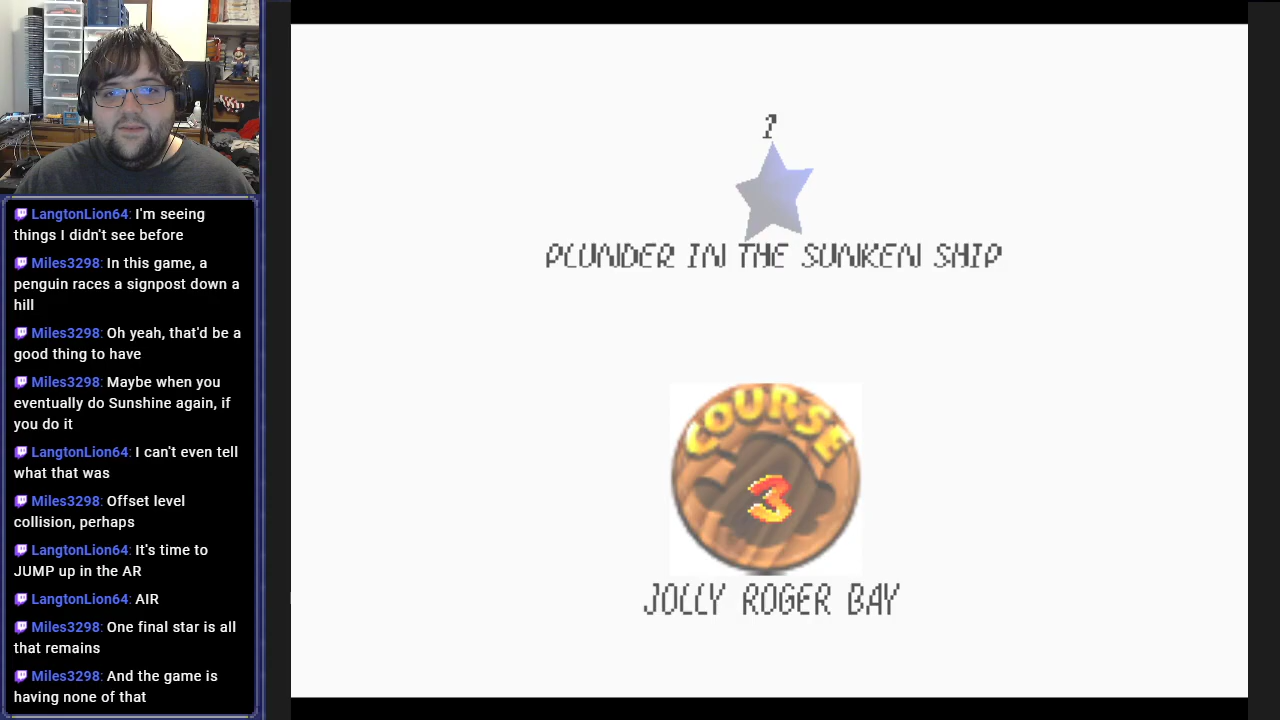 LangtonLion64: I'm seeing
things I didn't see before
Miles3298: In this game, a
penguin races a signpost down a
hill
Miles3298: Oh yeah, that'd be a
good thing to have
Miles3298: Maybe when you
eventually do Sunshine again, if
you do it
LangtonLion64: I can't even tell
what that was
Miles3298: Offset level
collision, perhaps
LangtonLion64: It's time to
JUMP up in the AR
LangtonLion64: AIR
Miles3298: One final star is all
that remains
Miles3298: And the game is
having none of that
1
PLUNDER IN THE SUNKEN SHIP
COURSE
3
JOLLY ROGER BAY